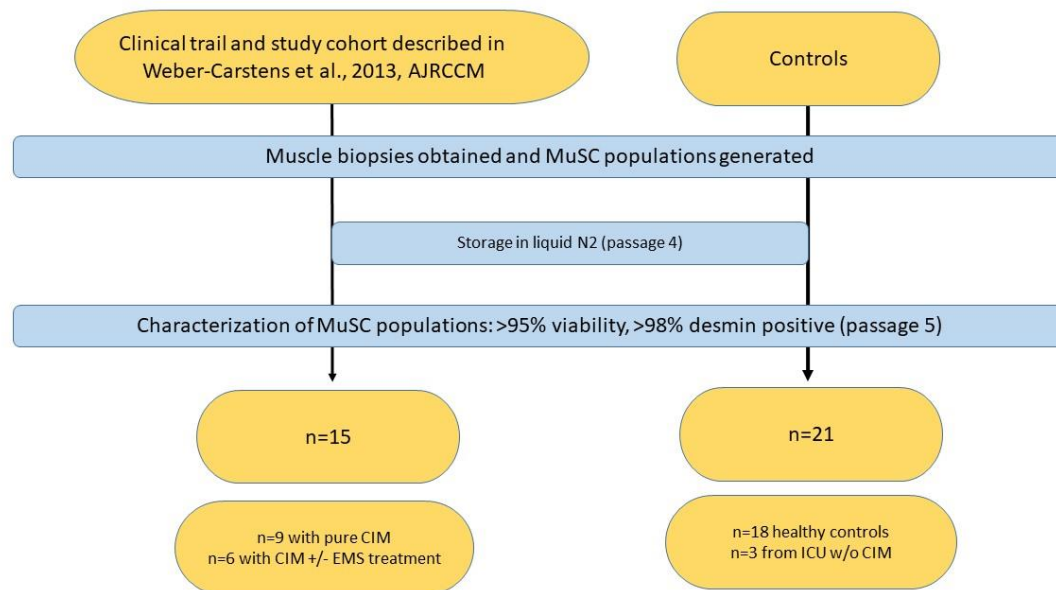 Clinical trail and study cohort described in
Weber-Carstens et al., 2013, AJRCCM
Controls
Muscle biopsies obtained and MuSC populations generated
Storage in liquid N2 (passage 4)
Characterization of MuSC populations: >95% viability, >98% desmin positive (passage 5)
n=15
n=21
n=9 with pure CIM
n=6 with CIM +/- EMS treatment
n=18 healthy controls
n=3 from ICU w/o CIM